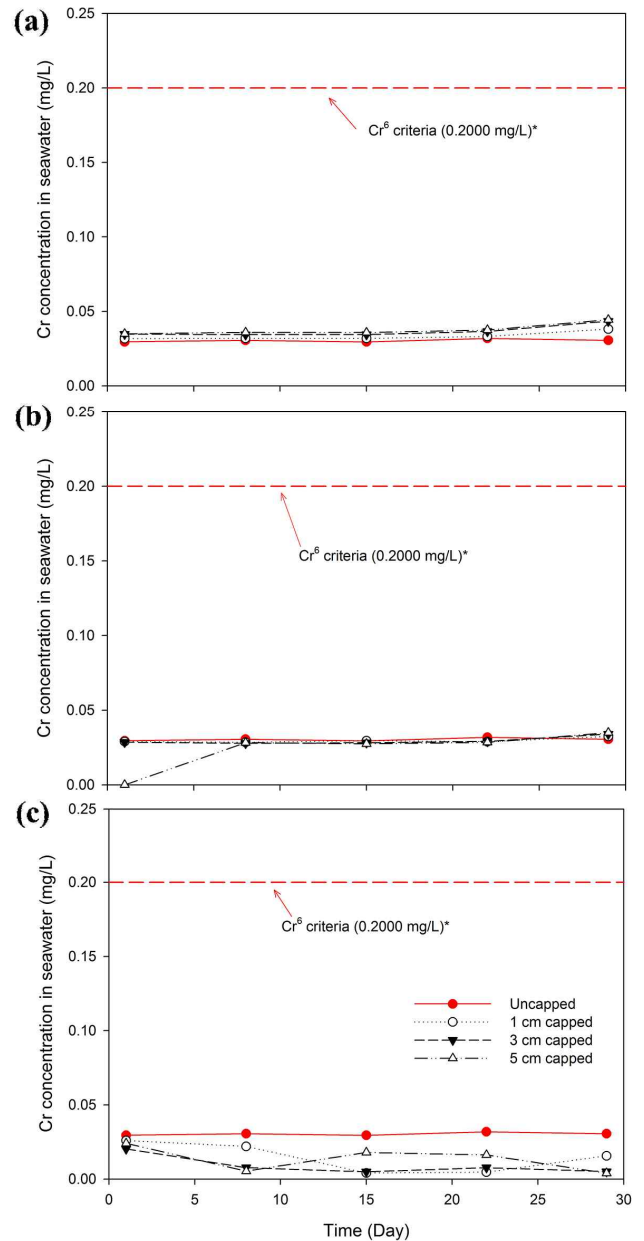 (a)
0.25
0.20
0.15
0.10
0.05
0.00
Cr concentration in seawater (mg/L)
Cr⁶ criteria (0.2000 mg/L)*
(b)
0.25
0.20
0.15
0.10
0.05
0.00
Cr concentration in seawater (mg/L)
Cr⁶ criteria (0.2000 mg/L)*
(c)
0.25
0.20
0.15
0.10
0.05
0.00
Cr concentration in seawater (mg/L)
Cr⁶ criteria (0.2000 mg/L)*
Uncapped
1 cm capped
3 cm capped
5 cm capped
0 5 10 15 20 25 30
Time (Day)